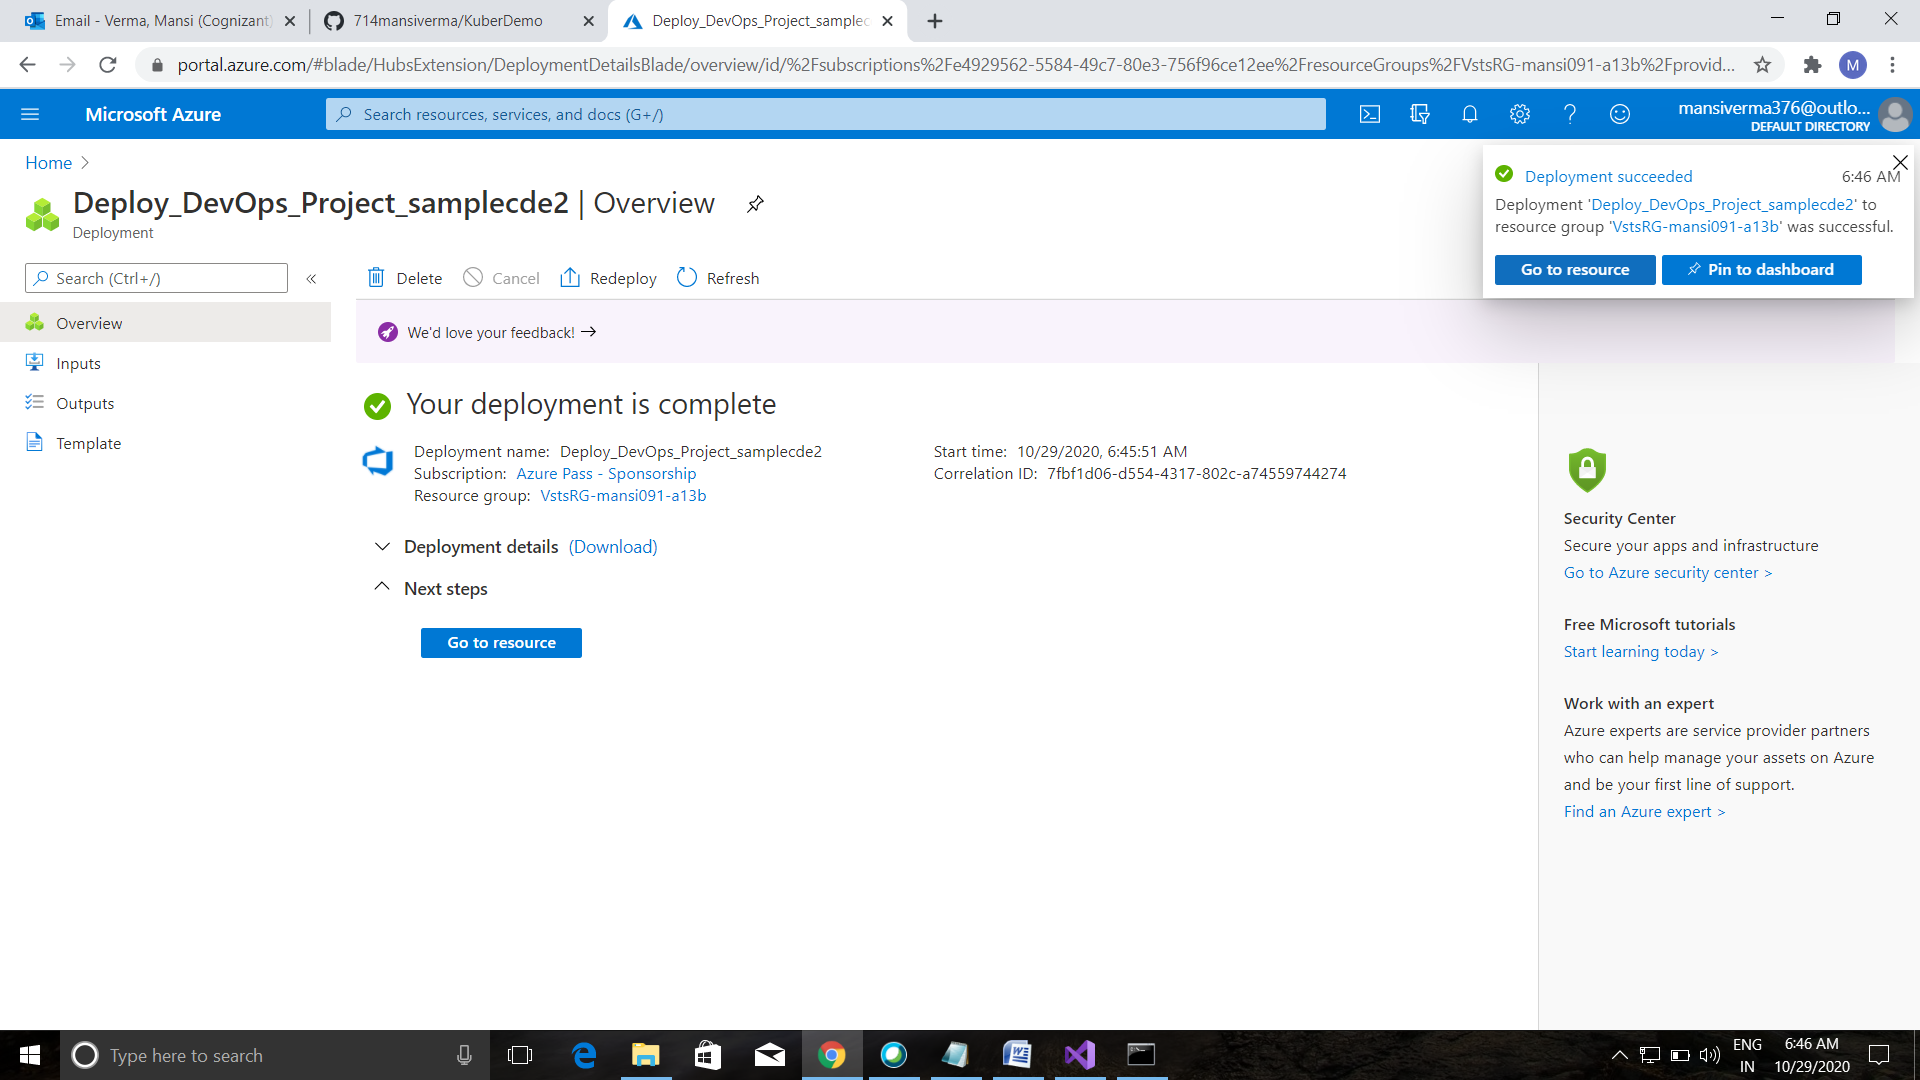 Email - Verma, Mansi (Cognizant)
714mansiverma/KuberDemo
Deploy_DevOps_Project_samplec
portal.azure.com/#blade/HubsExtension/DeploymentDetailsBlade/overview/id/%2Fsubscriptions%2Fe4929562-5584-49c7-80e3-756f96ce12ee%2FresourceGroups%2FVstsRG-mansi091-a13b%2Fprovid...
M
Microsoft Azure
Search resources, services, and docs (G+/)
mansiverma376@outlo...
DEFAULT DIRECTORY
Home
Deploy_DevOps_Project_samplecde2 | Overview
Deployment
Deployment succeeded
6:46 AM
Deployment 'Deploy_DevOps_Project_samplecde2' to
resource group 'VstsRG-mansi091-a13b' was successful.
Go to resource
Pin to dashboard
Search (Ctrl+/)
«
Delete
Cancel
Redeploy
Refresh
Overview
Inputs
Outputs
Template
We'd love your feedback! →
Your deployment is complete
Deployment name: Deploy_DevOps_Project_samplecde2
Subscription: Azure Pass - Sponsorship
Resource group: VstsRG-mansi091-a13b
Start time: 10/29/2020, 6:45:51 AM
Correlation ID: 7fbf1d06-d554-4317-802c-a74559744274
Deployment details (Download)
Next steps
Go to resource
Security Center
Secure your apps and infrastructure
Go to Azure security center >
Free Microsoft tutorials
Start learning today >
Work with an expert
Azure experts are service provider partners
who can help manage your assets on Azure
and be your first line of support.
Find an Azure expert >
Type here to search
ENG
IN
6:46 AM
10/29/2020